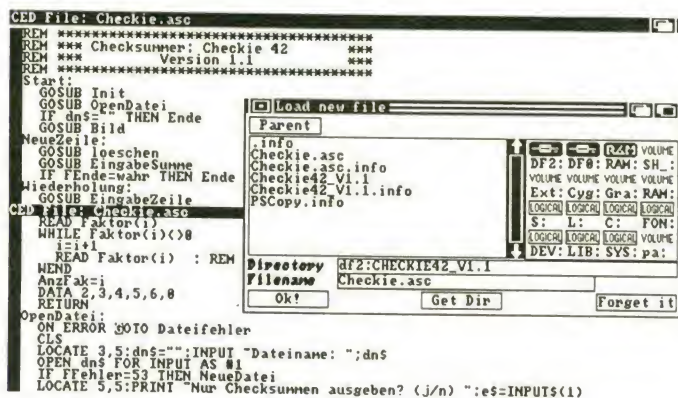 CED File: Checkie.asc
REM ******************************
REM *** Checksummer: Checkie 42 ***
REM *** Version 1.1 ***
REM ******************************
Start:
GOSUB Init
GOSUB OpenDatei
IF dn$="" THEN Ende
GOSUB Bild
NeueZeile:
GOSUB loeschen
GOSUB EingabeSumme
IF FEnde=wahr THEN Ende
Wiederholung:
GOSUB EingabeZeile
CED File: Checkie.asc
READ Faktor(i)
WHILE Faktor(i)<>0
i=i+1
READ Faktor(i) : REM
WEND
AnzFak=i
DATA 2,3,4,5,6,0
RETURN
OpenDatei:
ON ERROR GOTO Dateifehler
CLS
LOCATE 3,5:dn$="":INPUT "Dateiname: ";dn$
OPEN dn$ FOR INPUT AS #1
IF FFehler=53 THEN NeueDatei
LOCATE 5,5:PRINT "Nur Checksummen ausgeben? (j/n) ";:e$=INPUT$(1)
Load new file
Parent
.info
Checkie.asc
Checkie.asc.info
Checkie42_V1.1
Checkie42_V1.1.info
PSCopy.info
RAM VOLUME
DF2: DF0: RAM: SH_:
VOLUME VOLUME VOLUME VOLUME
Ext: Cyg: Gra: RAM:
LOGICAL LOGICAL LOGICAL LOGICAL
S: L: C: FON:
LOGICAL LOGICAL LOGICAL VOLUME
DEV: LIB: SYS: pa:
Directory df2:CHECKIE42_V1.1
Filename Checkie.asc
Ok! Get Dir Forget it